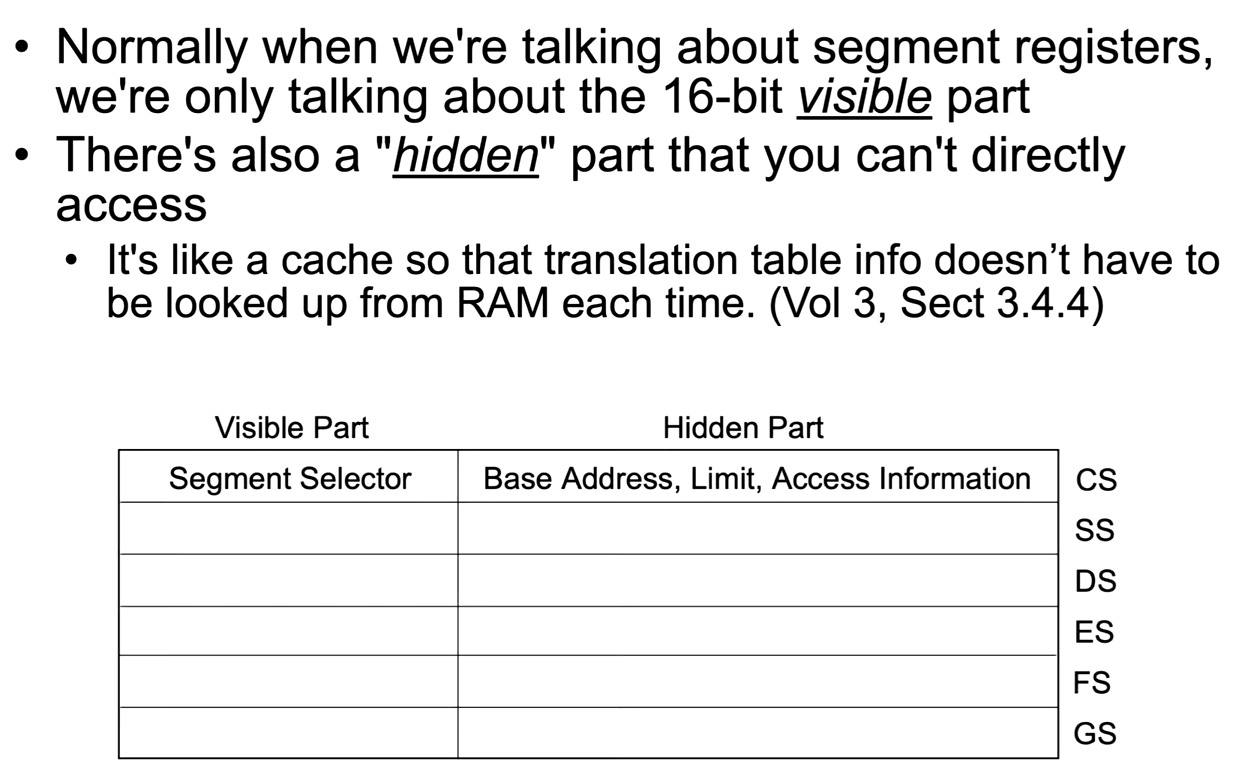 • Normally when we're talking about segment registers,
we're only talking about the 16-bit visible part
• There's also a "hidden" part that you can't directly
access
• It's like a cache so that translation table info doesn’t have to
be looked up from RAM each time. (Vol 3, Sect 3.4.4)
Visible Part Hidden Part
Segment Selector Base Address, Limit, Access Information CS
SS
DS
ES
FS
GS